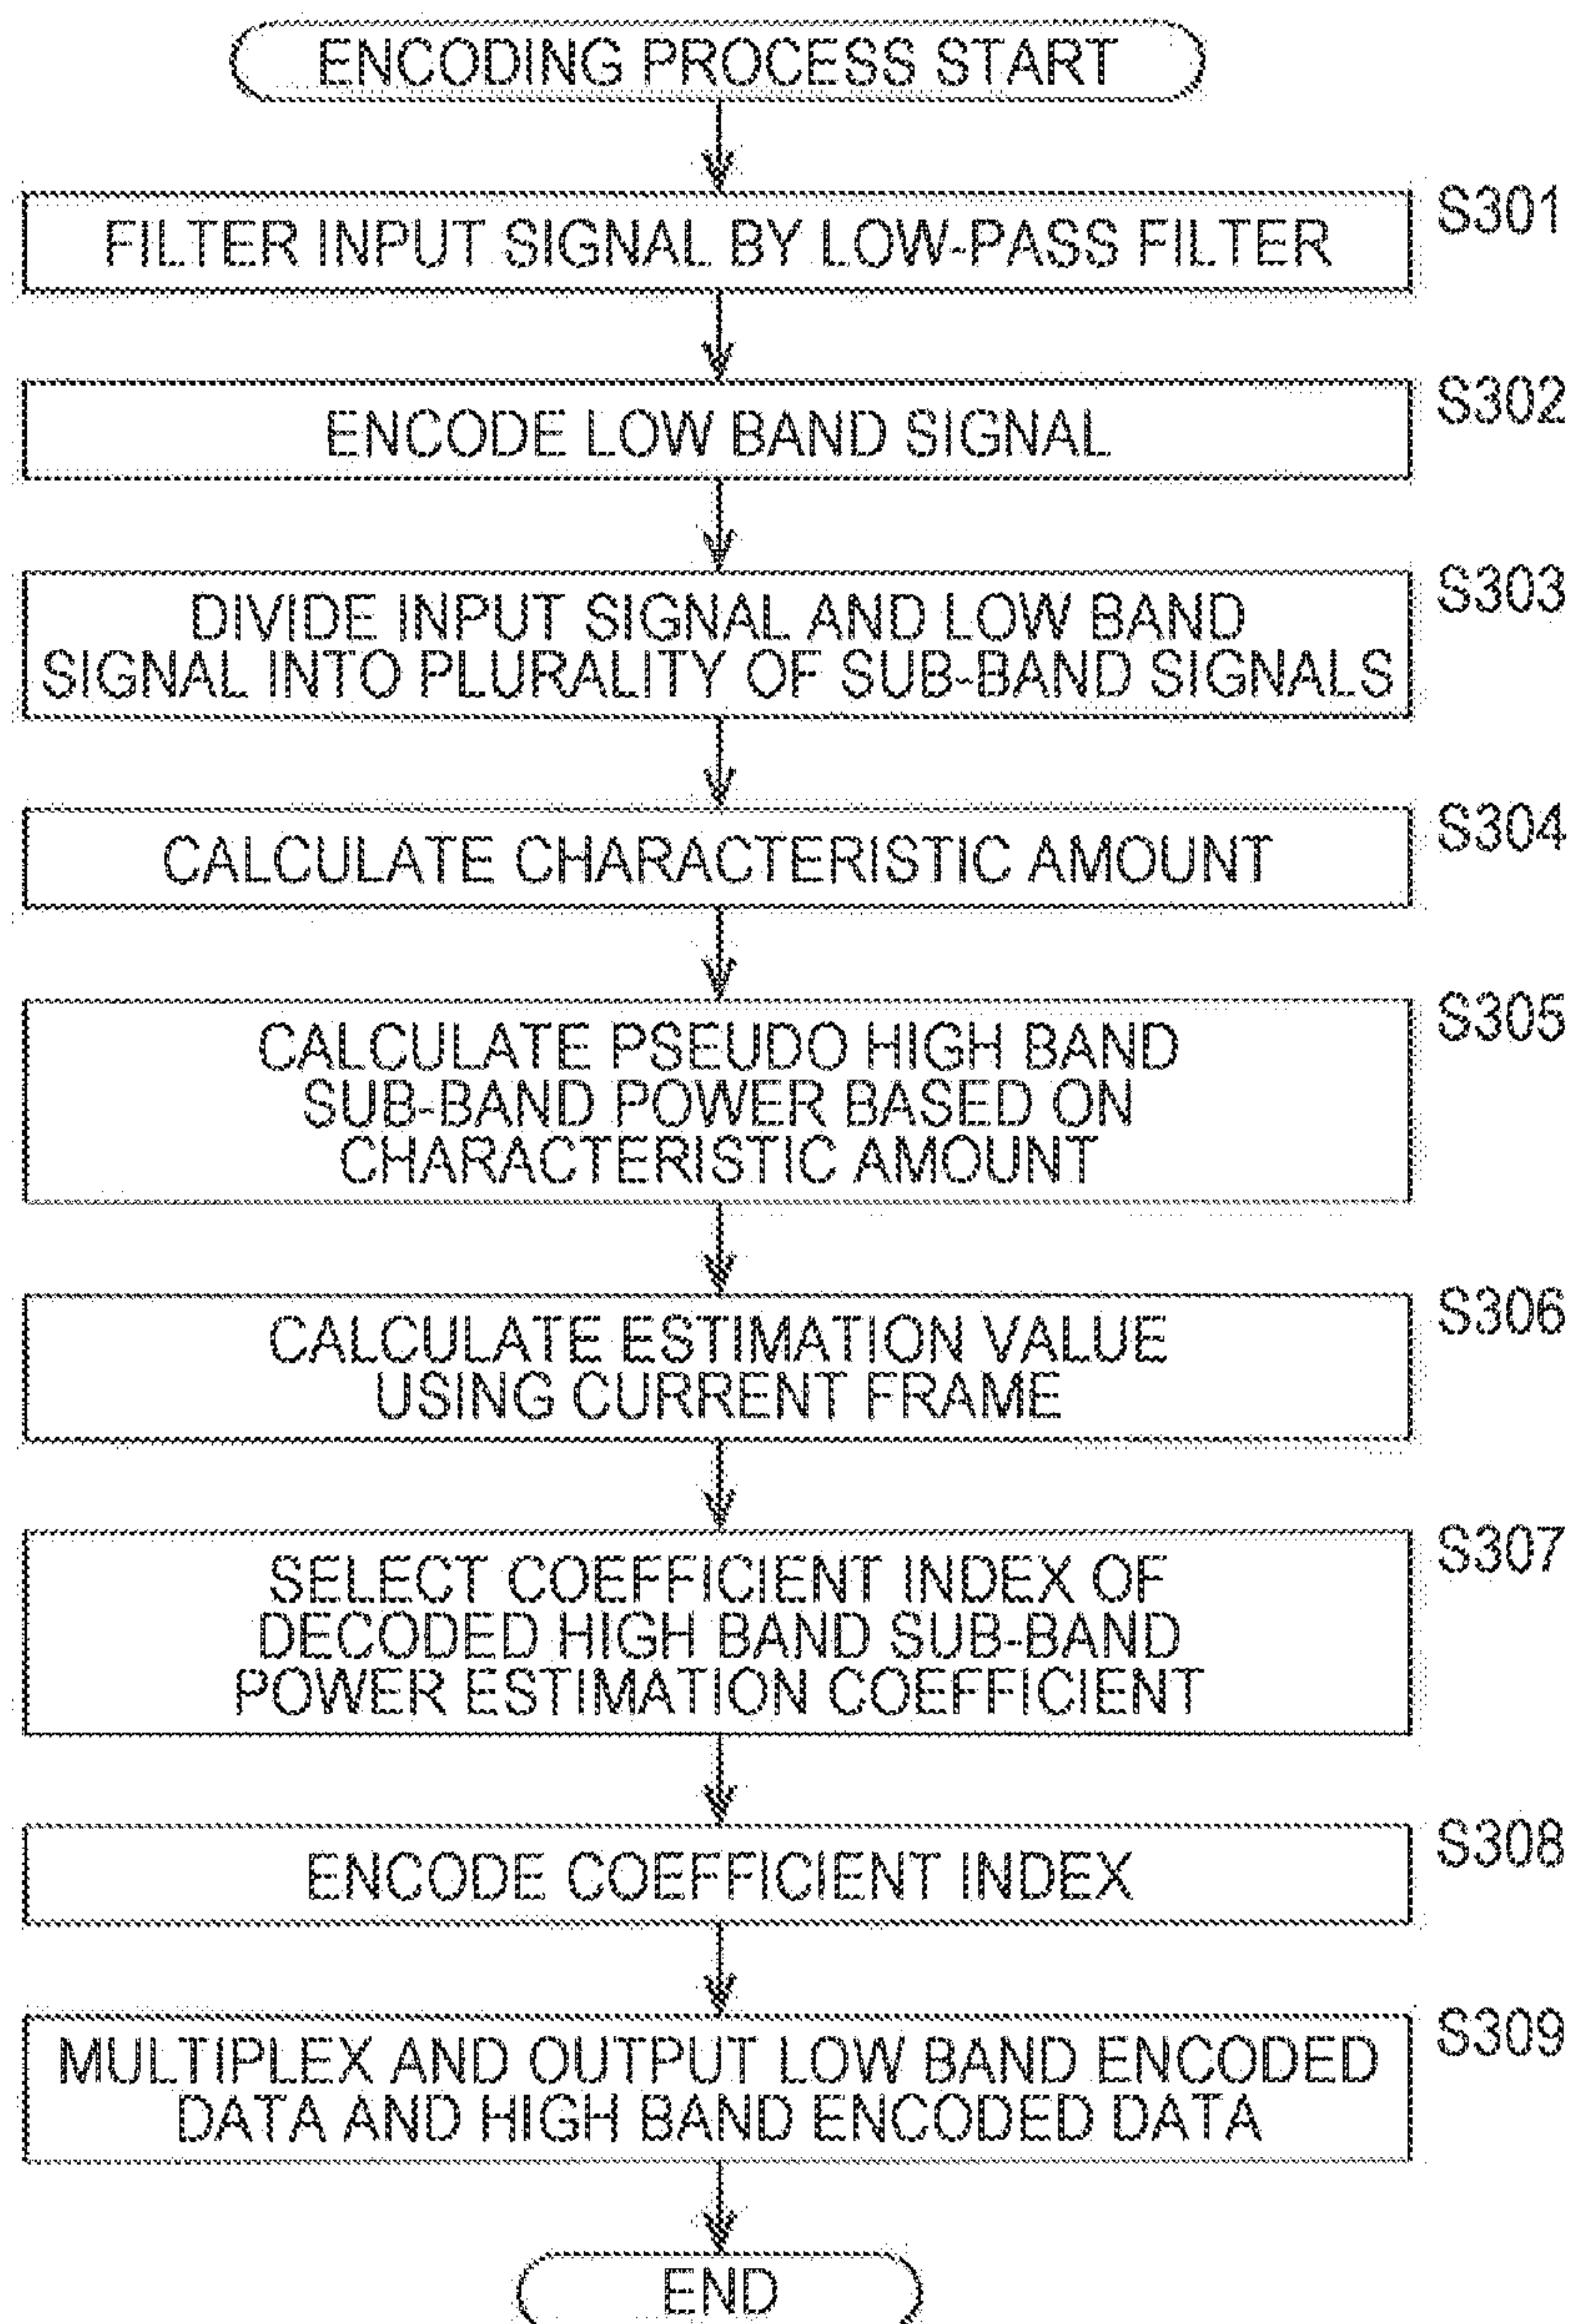 ENCODING PROCESS START
FILTER INPUT SIGNAL BY LOW-PASS FILTER
S301
ENCODE LOW BAND SIGNAL
S302
DIVIDE INPUT SIGNAL AND LOW BAND
SIGNAL INTO PLURALITY OF SUB-BAND SIGNALS
S303
CALCULATE CHARACTERISTIC AMOUNT
S304
CALCULATE PSEUDO HIGH BAND
SUB-BAND POWER BASED ON
CHARACTERISTIC AMOUNT
S305
CALCULATE ESTIMATION VALUE
USING CURRENT FRAME
S306
SELECT COEFFICIENT INDEX OF
DECODED HIGH BAND SUB-BAND
POWER ESTIMATION COEFFICIENT
S307
ENCODE COEFFICIENT INDEX
S308
MULTIPLEX AND OUTPUT LOW BAND ENCODED
DATA AND HIGH BAND ENCODED DATA
S309
END